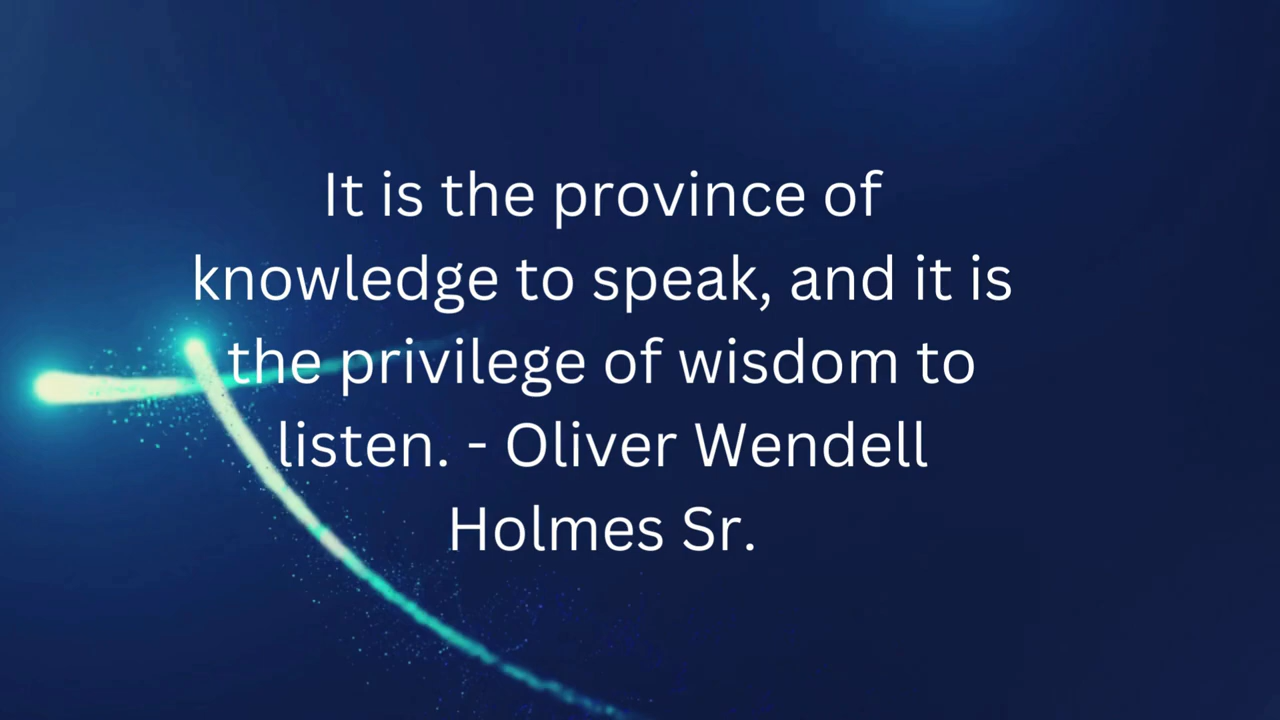 It is the province of
knowledge to speak, and it is
the privilege of wisdom to
listen. - Oliver Wendell
Holmes Sr.